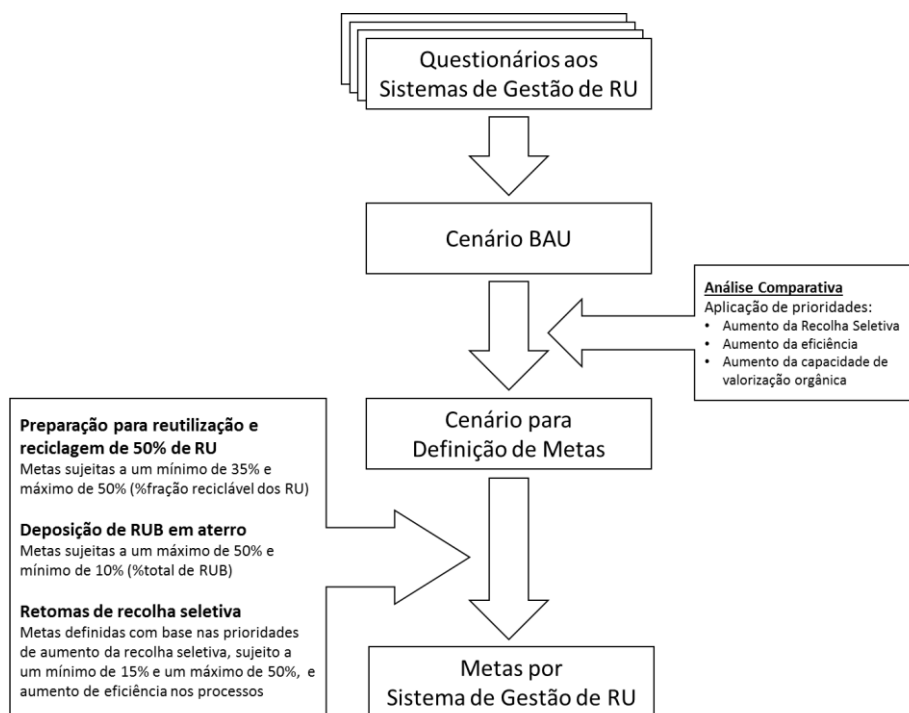 Questionários aos
Sistemas de Gestão de RU
Cenário BAU
Análise Comparativa
Aplicação de prioridades:
• Aumento da Recolha Seletiva
• Aumento da eficiência
• Aumento da capacidade de
valorização orgânica
Cenário para
Definição de Metas
Preparação para reutilização e
reciclagem de 50% de RU
Metas sujeitas a um mínimo de 35% e
máximo de 50% (%fração reciclável dos RU)
Deposição de RUB em aterro
Metas sujeitas a um máximo de 50% e
mínimo de 10% (%total de RUB)
Retomas de recolha seletiva
Metas definidas com base nas prioridades
de aumento da recolha seletiva, sujeito a
um mínimo de 15% e um máximo de 50%, e
aumento de eficiência nos processos
Metas por
Sistema de Gestão de RU